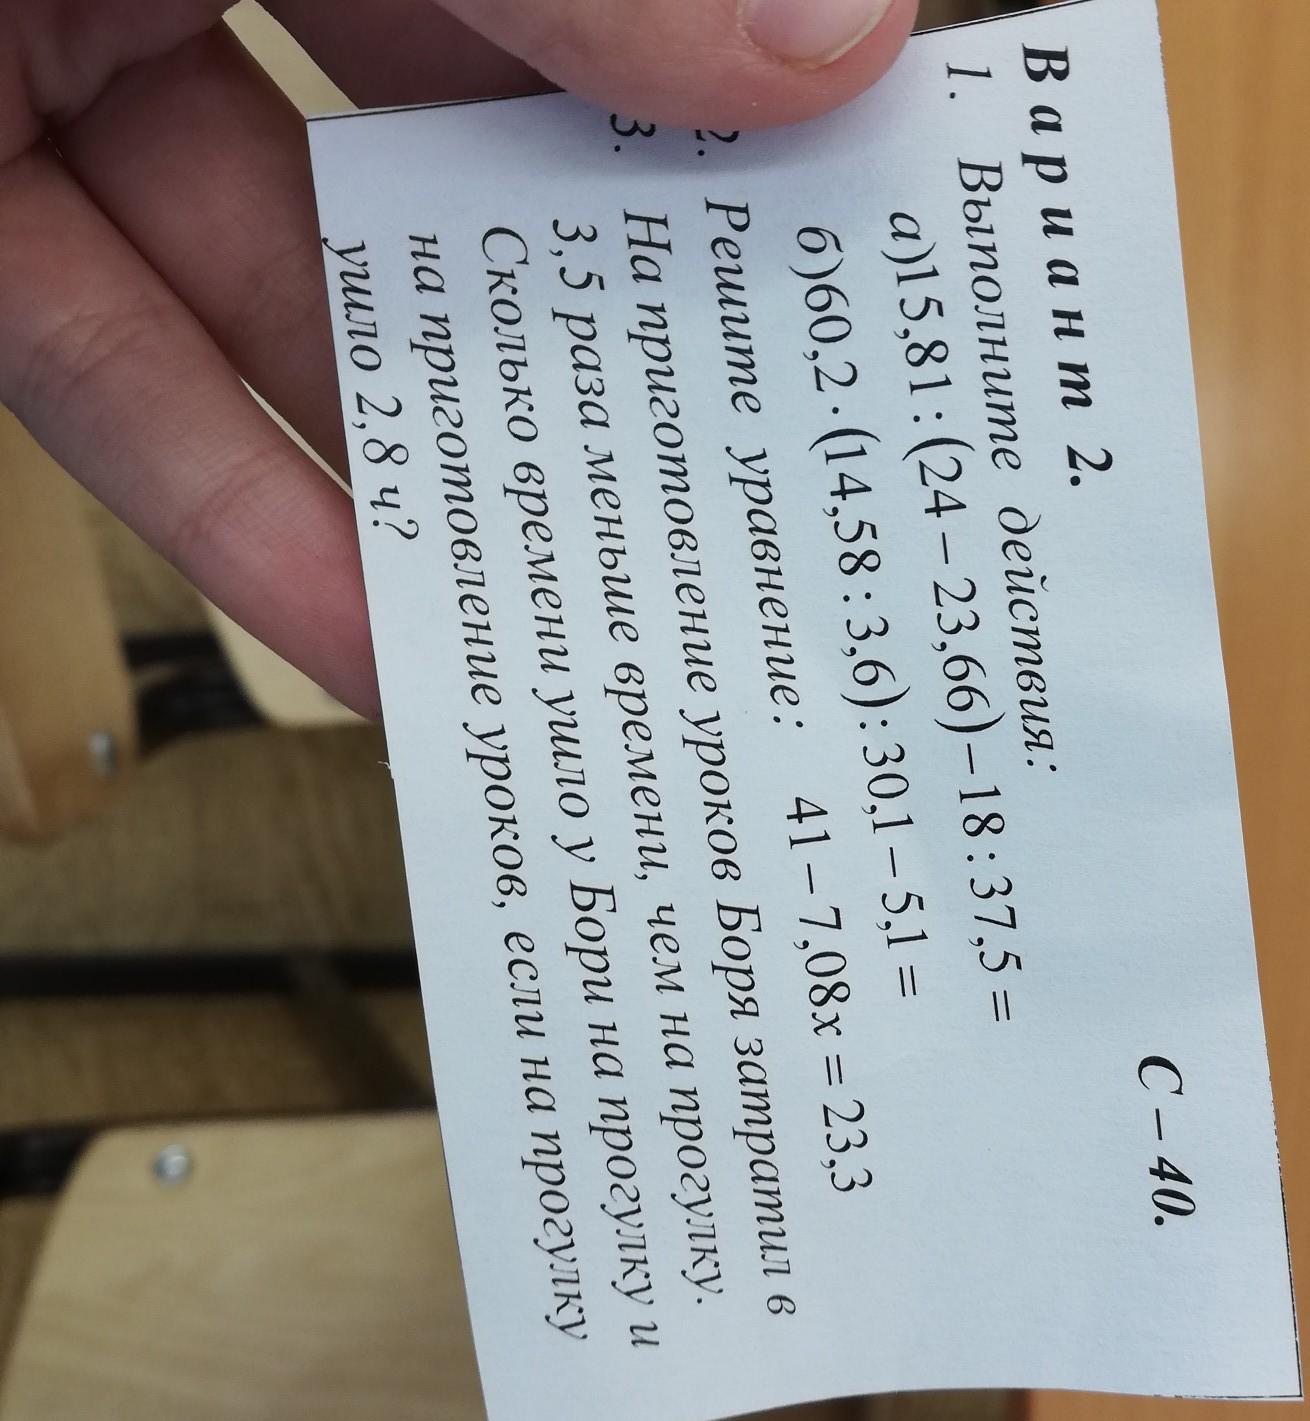 С – 40.
Вариант 2.
1. Выполните действия:
а)15,81 : (24 – 23,66) – 18 : 37,5 =
б)60,2 · (14,58 : 3,6) : 30,1 – 5,1 =
2. Решите уравнение: 41 – 7,08x = 23,3
3. На приготовление уроков Боря затратил в
3,5 раза меньше времени, чем на прогулку.
Сколько времени ушло у Бори на прогулку и
на приготовление уроков, если на прогулку
ушло 2,8 ч?